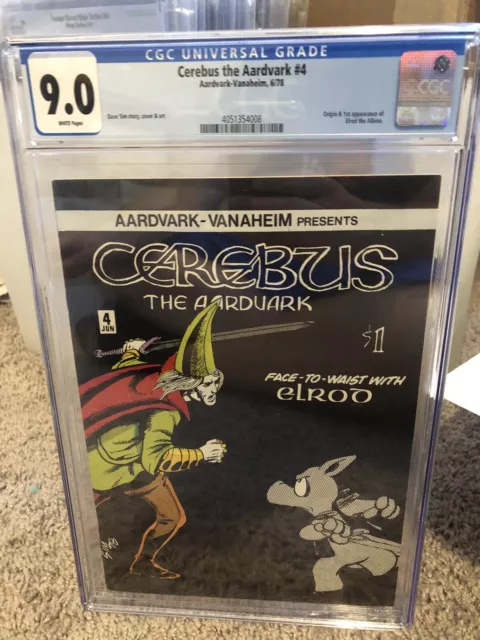 CGC UNIVERSAL GRADE
9.0
WHITE Pages
Cerebus the Aardvark #4
Aardvark-Vanaheim, 6/78
Dave Sim story, cover & art
Origin & 1st appearance of
Elrod the Albino.
4051354008
CGC
AARDVARK-VANAHEIM PRESENTS
CEREBUS
THE AARDVARK
4
JUN
$1
FACE-TO-WAIST WITH
elrod